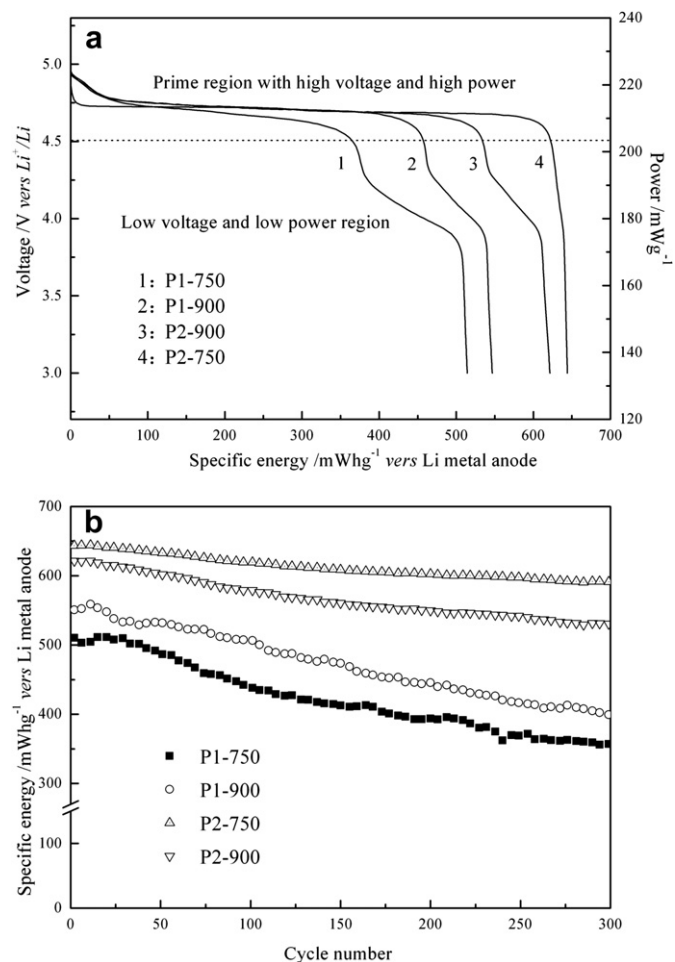 a
Prime region with high voltage and high power
Low voltage and low power region
1: P1-750
2: P1-900
3: P2-900
4: P2-750
1
2
3
4
5.0
4.5
4.0
3.5
3.0
Voltage /V vers Li+/Li
240
220
200
180
160
140
120
Power /mWg-1
0 100 200 300 400 500 600 700
Specific energy /mWhg-1 vers Li metal anode
b
700
600
500
400
300
100
0
Specific energy /mWhg-1 vers Li metal anode
P1-750
P1-900
P2-750
P2-900
0 50 100 150 200 250 300
Cycle number